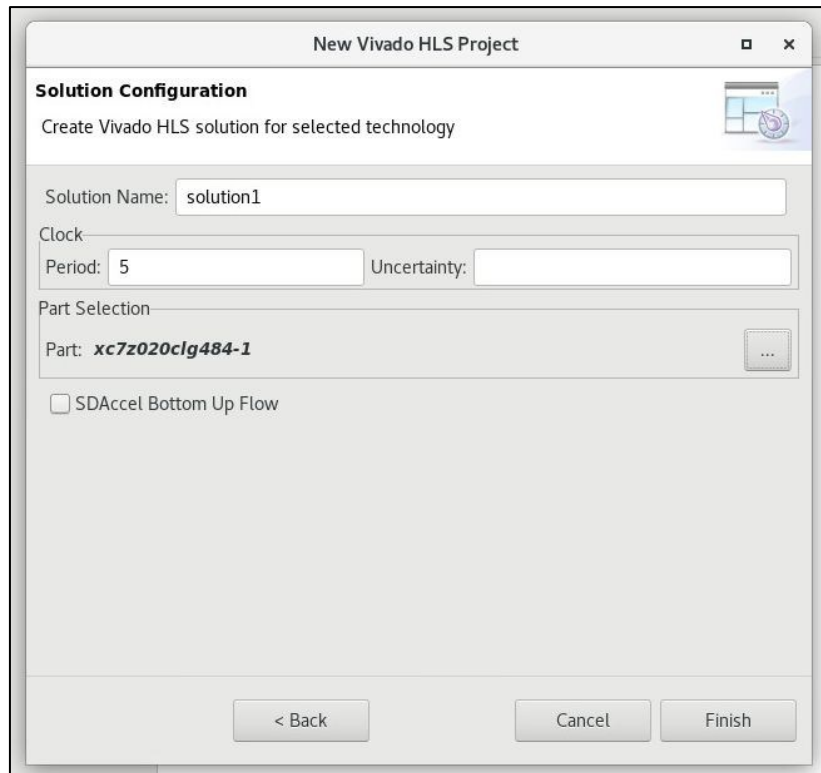 New Vivado HLS Project
Solution Configuration
Create Vivado HLS solution for selected technology
Solution Name: solution1
Clock
Period: 5 Uncertainty:
Part Selection
Part: xc7z020clg484-1 ...
SDAccel Bottom Up Flow
< Back Cancel Finish